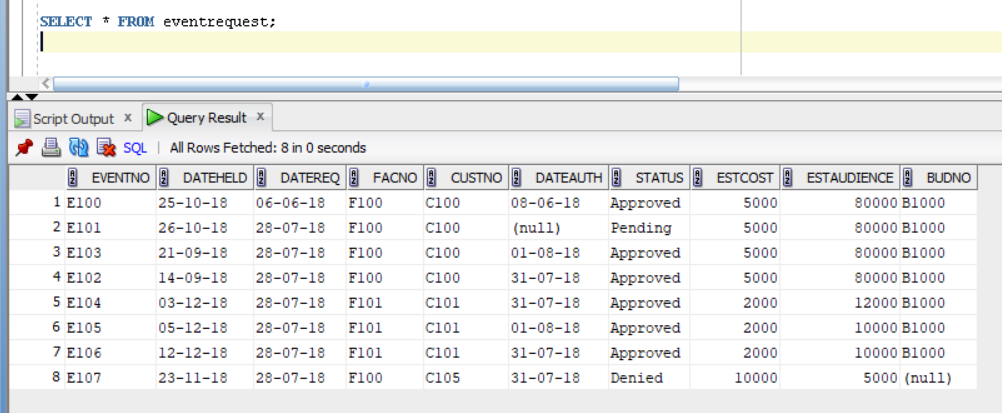 SELECT * FROM eventrequest;
Script Output x Query Result x
SQL | All Rows Fetched: 8 in 0 seconds
EVENTNO DATEHELD DATEREQ FACNO CUSTNO DATEAUTH STATUS ESTCOST ESTAUDIENCE BUDNO
1 E100 25-10-18 06-06-18 F100 C100 08-06-18 Approved 5000 80000 B1000
2 E101 26-10-18 28-07-18 F100 C100 (null) Pending 5000 80000 B1000
3 E103 21-09-18 28-07-18 F100 C100 01-08-18 Approved 5000 80000 B1000
4 E102 14-09-18 28-07-18 F100 C100 31-07-18 Approved 5000 80000 B1000
5 E104 03-12-18 28-07-18 F101 C101 31-07-18 Approved 2000 12000 B1000
6 E105 05-12-18 28-07-18 F101 C101 01-08-18 Approved 2000 10000 B1000
7 E106 12-12-18 28-07-18 F101 C101 31-07-18 Approved 2000 10000 B1000
8 E107 23-11-18 28-07-18 F100 C105 31-07-18 Denied 10000 5000 (null)